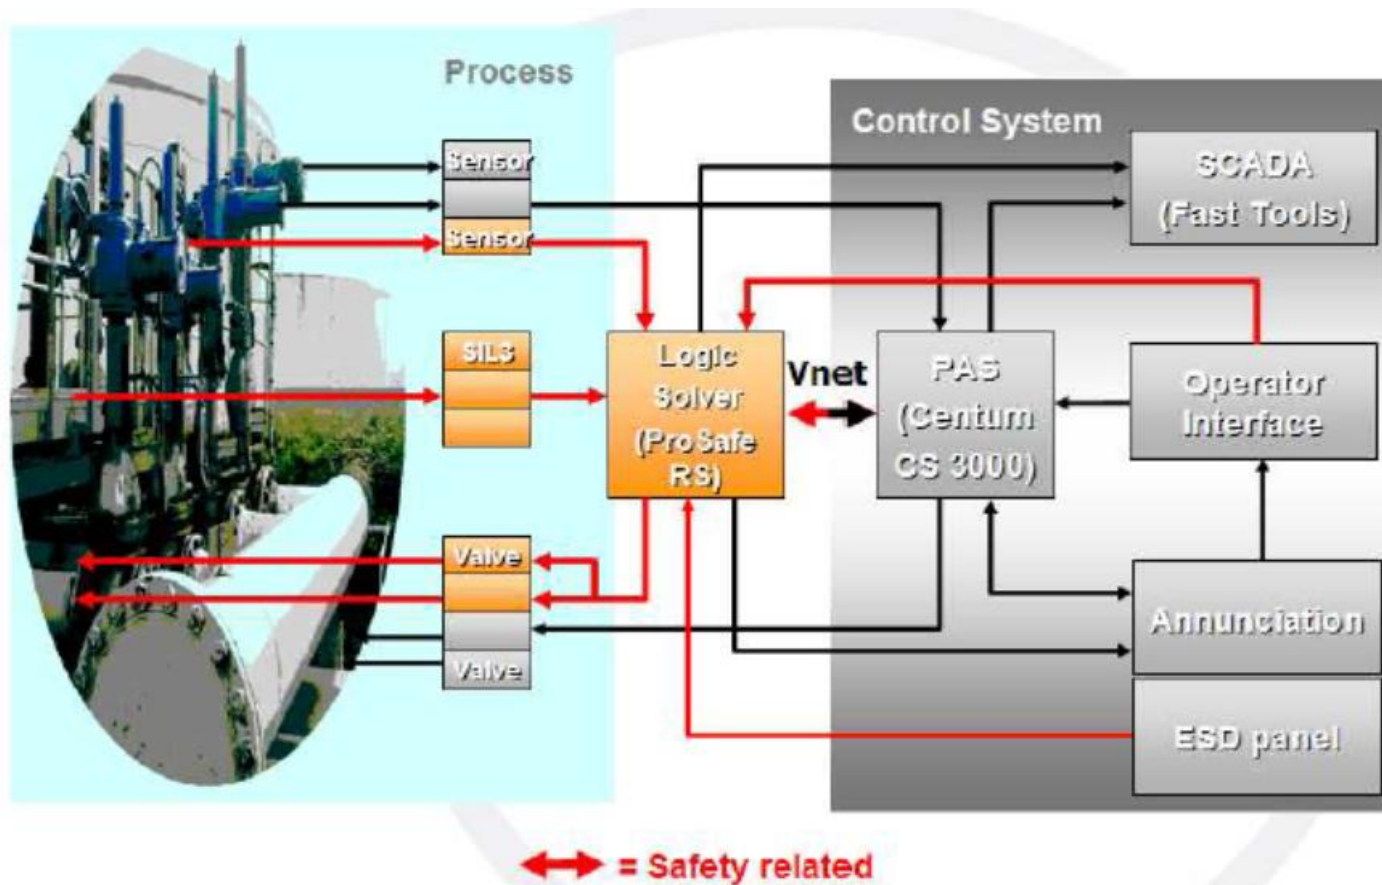 Process
Control System
Sensor
Sensor
SCADA
(Fast Tools)
SIL3
Logic
Solver
(ProSafe
RS)
Vnet
PAS
(Centum
CS 3000)
Operator
Interface
Valve
Valve
Annunciation
ESD panel
= Safety related